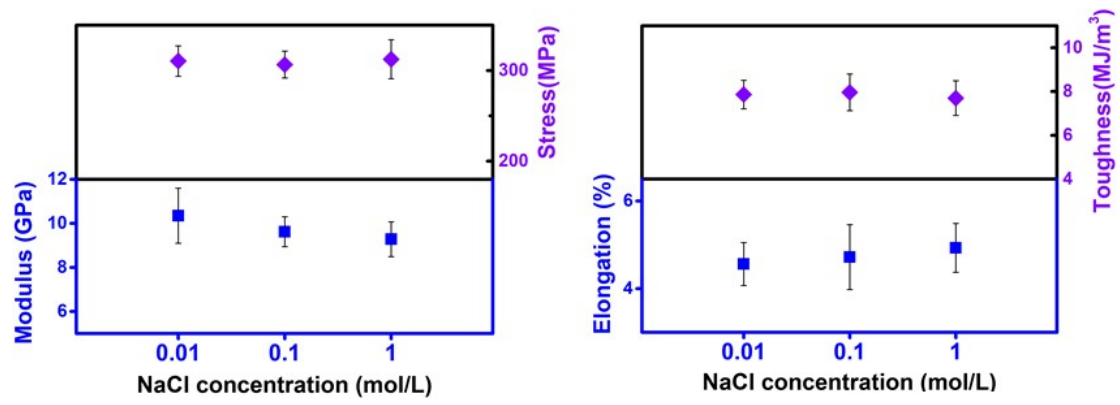 Stress(MPa)
300
200
Modulus (GPa)
12
10
8
6
0.01 0.1 1
NaCl concentration (mol/L)
Toughness(MJ/m³)
10
8
6
4
Elongation (%)
6
4
0.01 0.1 1
NaCl concentration (mol/L)